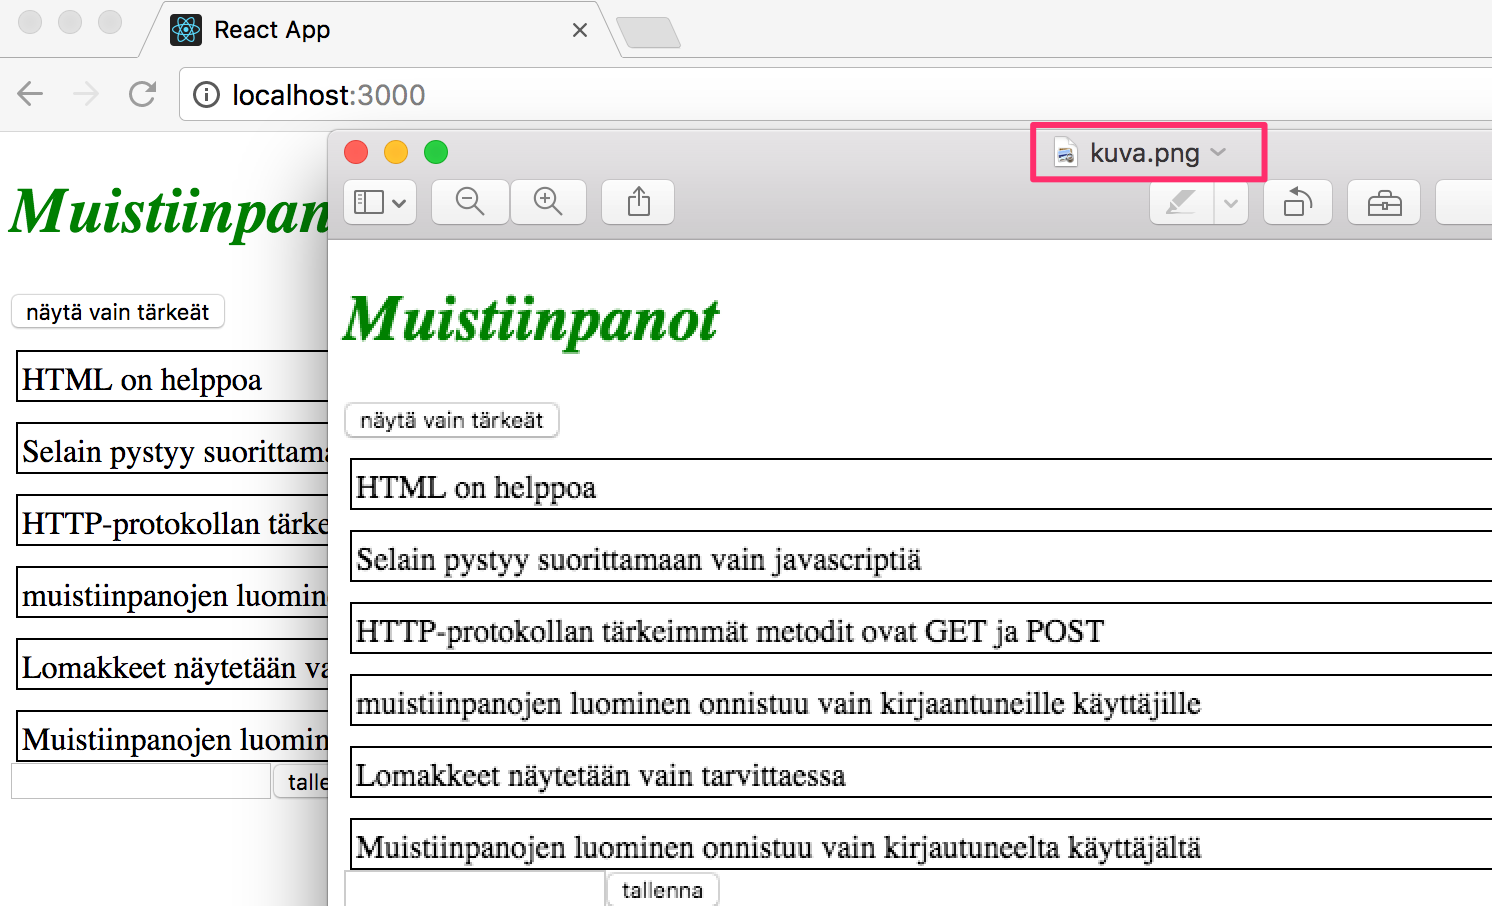 React App
localhost:3000
Muistiinpan
näytä vain tärkeät
HTML on helppoa
Selain pystyy suorittama
HTTP-protokollan tärke
muistiinpanojen luomin
Lomakkeet näytetään va
Muistiinpanojen luomin
talle
kuva.png
Muistiinpanot
näytä vain tärkeät
HTML on helppoa
Selain pystyy suorittamaan vain javascriptiä
HTTP-protokollan tärkeimmät metodit ovat GET ja POST
muistiinpanojen luominen onnistuu vain kirjaantuneille käyttäjille
Lomakkeet näytetään vain tarvittaessa
Muistiinpanojen luominen onnistuu vain kirjautuneelta käyttäjältä
tallenna